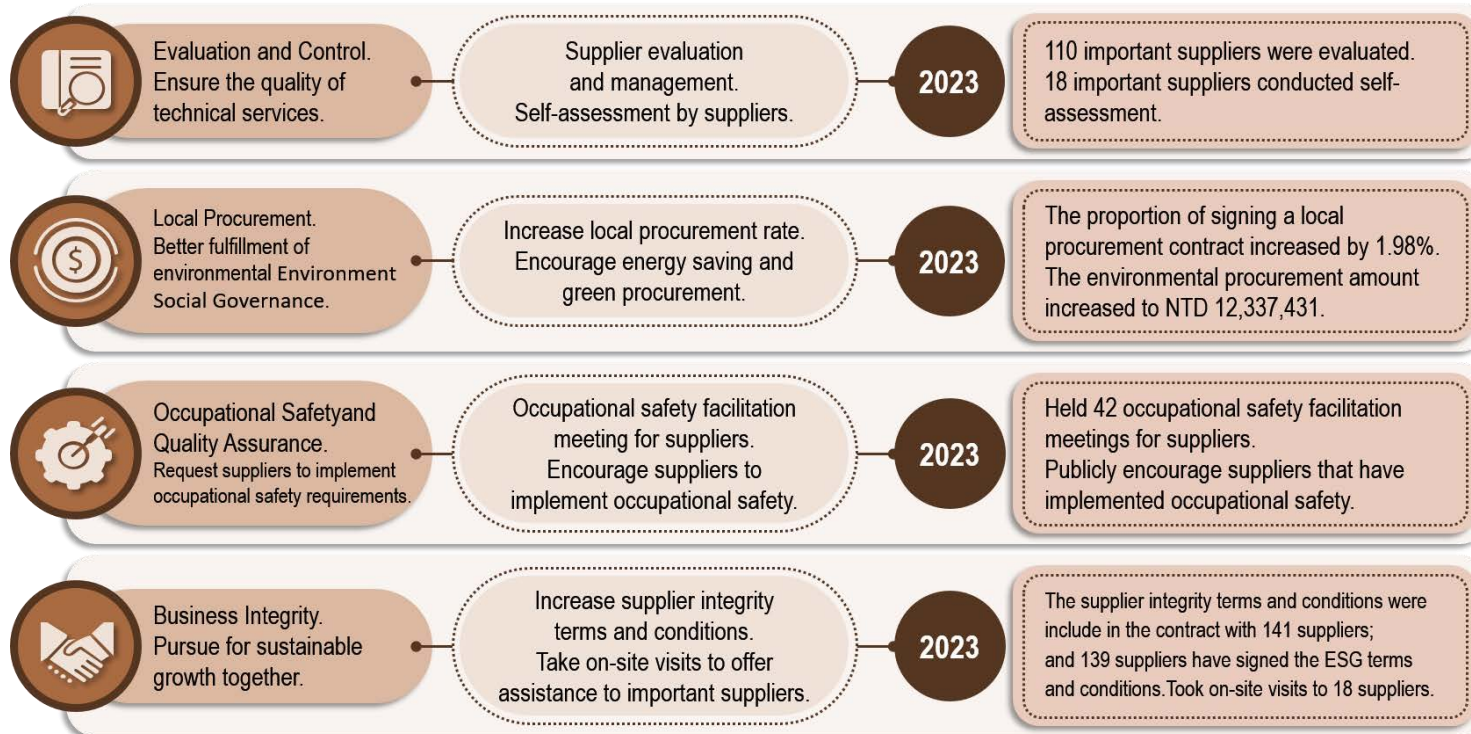 Evaluation and Control.
Ensure the quality of
technical services.
Supplier evaluation
and management.
Self-assessment by suppliers.
2023
110 important suppliers were evaluated.
18 important suppliers conducted self-
assessment.
Local Procurement.
Better fulfillment of
environmental Environment
Social Governance.
Increase local procurement rate.
Encourage energy saving and
green procurement.
2023
The proportion of signing a local
procurement contract increased by 1.98%.
The environmental procurement amount
increased to NTD 12,337,431.
Occupational Safetyand
Quality Assurance.
Request suppliers to implement
occupational safety requirements.
Occupational safety facilitation
meeting for suppliers.
Encourage suppliers to
implement occupational safety.
2023
Held 42 occupational safety facilitation
meetings for suppliers.
Publicly encourage suppliers that have
implemented occupational safety.
Business Integrity.
Pursue for sustainable
growth together.
Increase supplier integrity
terms and conditions.
Take on-site visits to offer
assistance to important suppliers.
2023
The supplier integrity terms and conditions were
include in the contract with 141 suppliers;
and 139 suppliers have signed the ESG terms
and conditions.Took on-site visits to 18 suppliers.